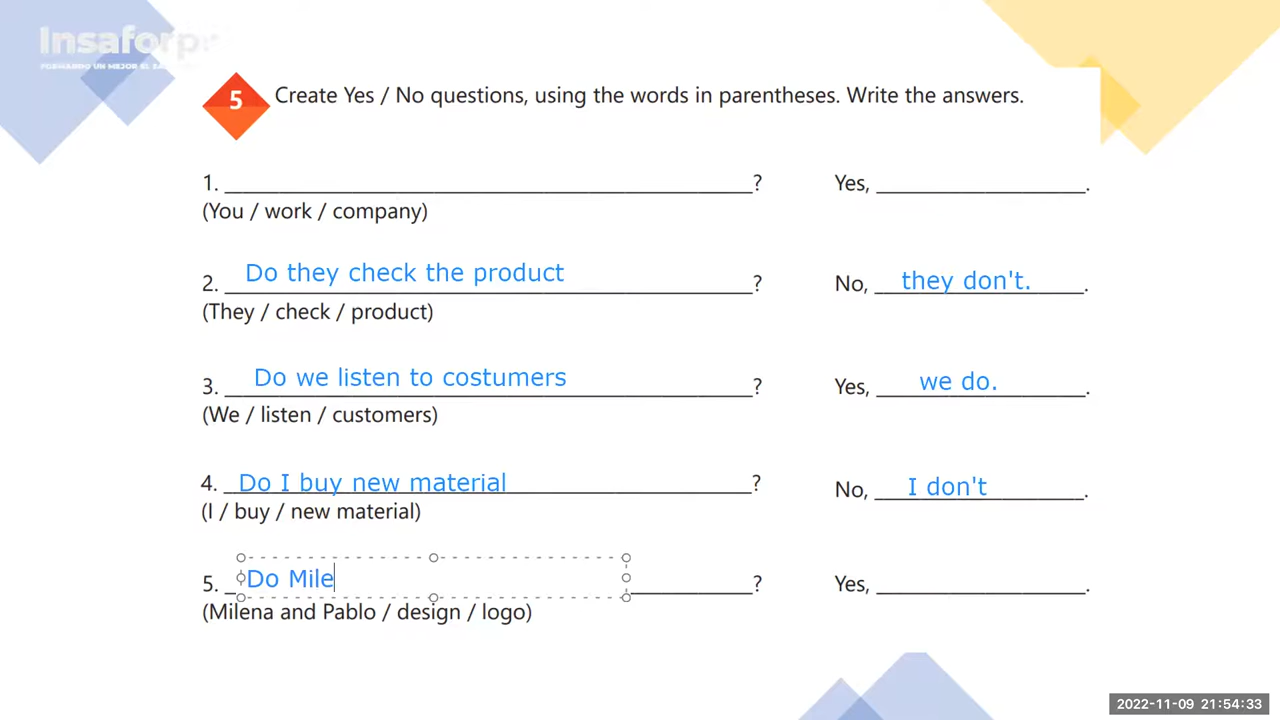 Insaforp
5 Create Yes / No questions, using the words in parentheses. Write the answers.
1. ____________________? Yes, ____________________.
(You / work / company)
2. Do they check the product? No, they don't..
(They / check / product)
3. Do we listen to costumers? Yes, we do..
(We / listen / customers)
4. Do I buy new material? No, I don't.
(I / buy / new material)
5. Do Mile? Yes, ____________________.
(Milena and Pablo / design / logo)
2022-11-09 21:54:33